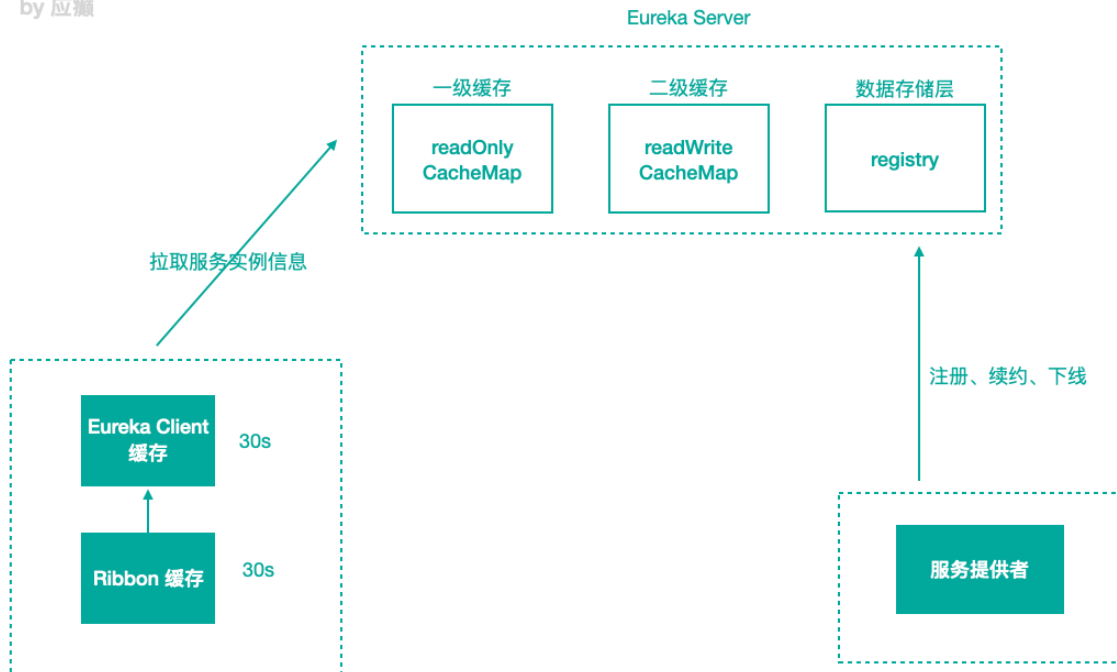 by 应癫
Eureka Server
一级缓存
二级缓存
数据存储层
readOnly
CacheMap
readWrite
CacheMap
registry
拉取服务实例信息
注册、续约、下线
Eureka Client
缓存
30s
Ribbon 缓存
30s
服务提供者